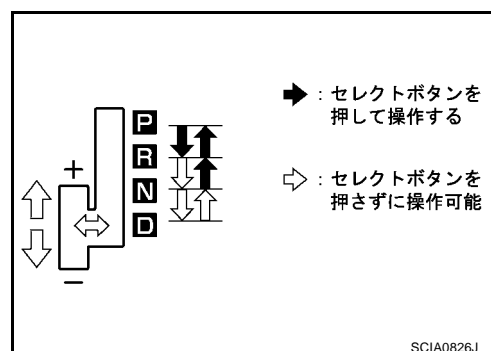 P
R
N
D
+
−
➡：セレクトボタンを
押して操作する
⇨：セレクトボタンを
押さずに操作可能
SCIA0826J